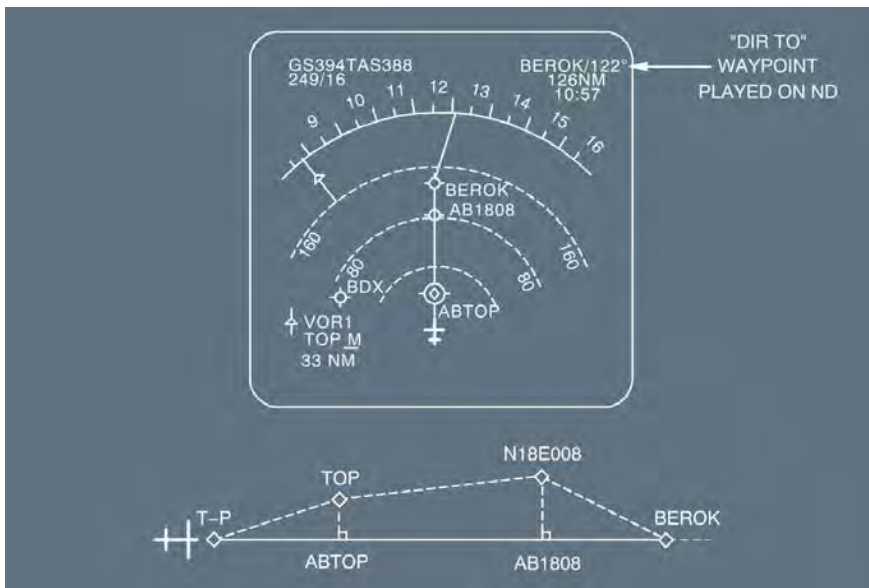 "DIR TO"
WAYPOINT
PLAYED ON ND
GS394TAS388
249/16
BEROK/122°
126NM
10:57
9
10
11
12
13
14
15
16
BEROK
AB1808
160
160
80
80
BDX
ABTOP
VOR1
TOP M
33 NM
N18E008
TOP
T-P
BEROK
ABTOP
AB1808